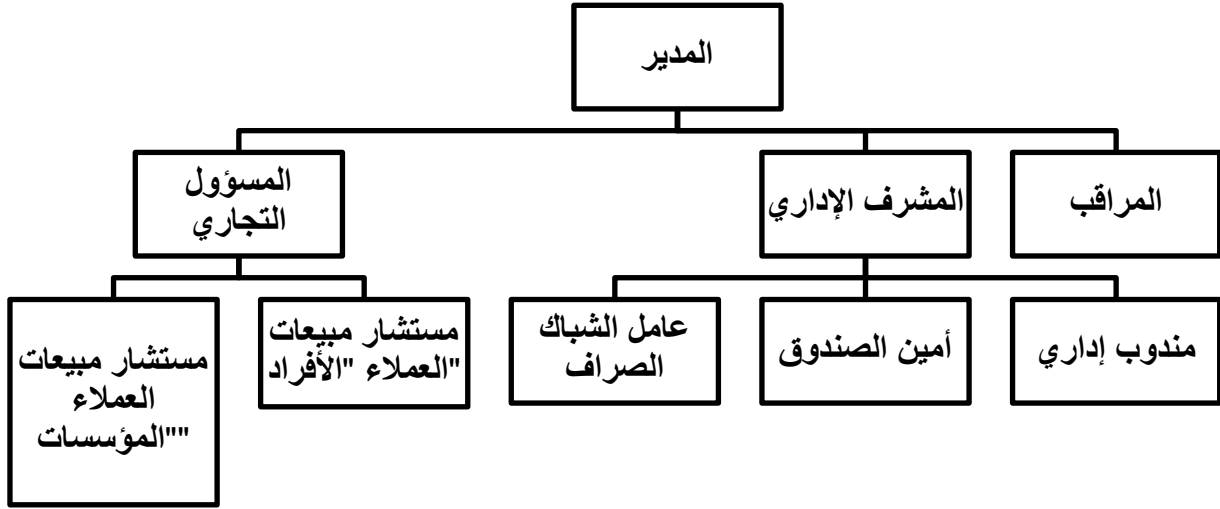 المدير
المراقب
المشرف الإداري
المسؤول
التجاري
مندوب إداري
أمين الصندوق
عامل الشباك
الصراف
مستشار مبيعات
العملاء "الأفراد"
مستشار مبيعات
العملاء
"المؤسسات"